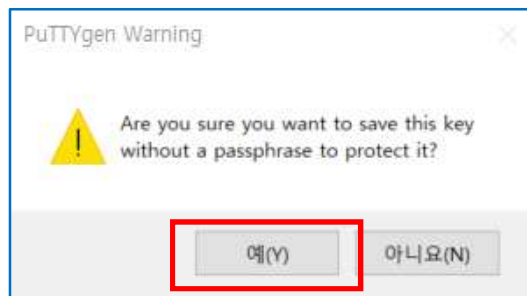 PuTTYgen Warning
Are you sure you want to save this key
without a passphrase to protect it?
예(Y)
아니요(N)